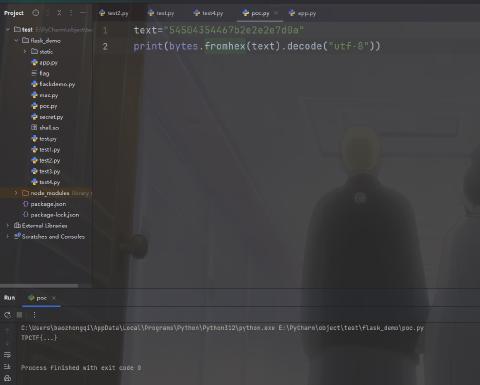 Project
test2.py
test.py
test4.py
poc.py
app.py
test E:\PyCharm\object\test
flask_demo
static
app.py
flag
flaskdemo.py
mac.py
poc.py
secret.py
shell.so
test.py
test1.py
test2.py
test3.py
test4.py
node_modules library
package.json
package-lock.json
External Libraries
Scratches and Consoles
1 text="54504354467b2e2e2e7d0a"
2 print(bytes.fromhex(text).decode("utf-8"))
Run
poc
C:\Users\baozhongqi\AppData\Local\Programs\Python\Python312\python.exe E:\PyCharm\object\test\flask_demo\poc.py
TPCTF{...}
Process finished with exit code 0